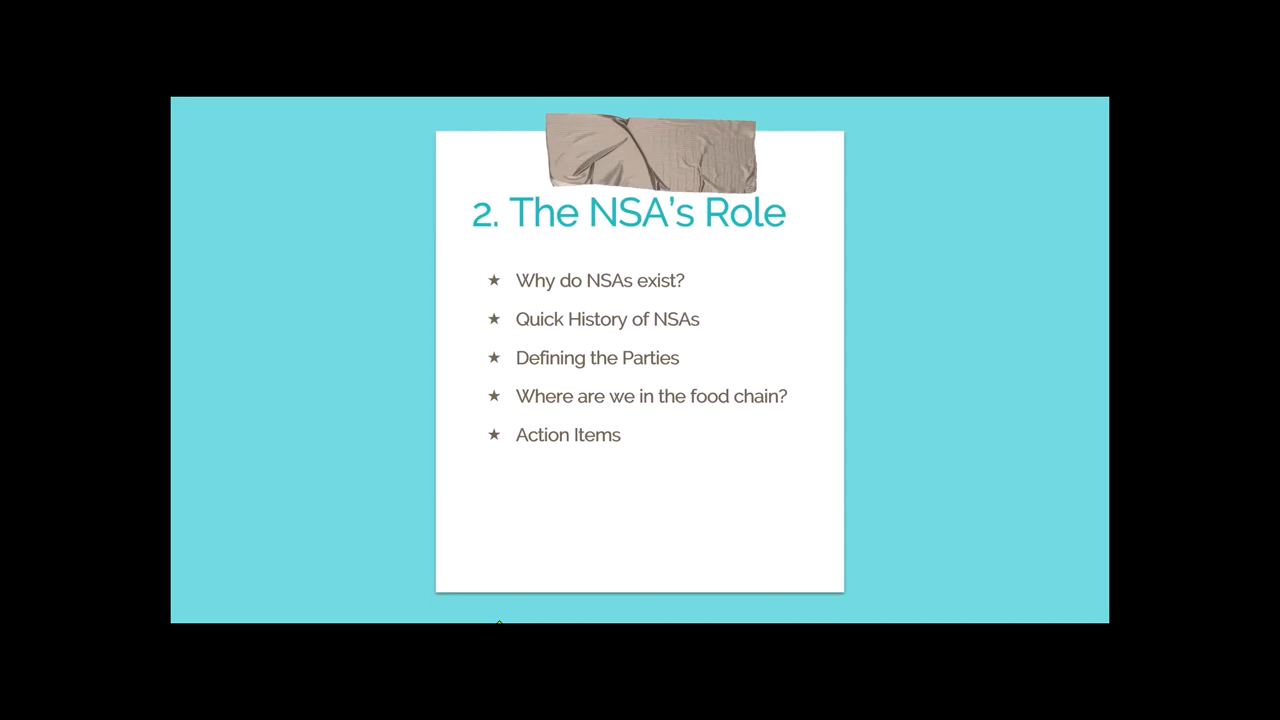 2. The NSA's Role
★ Why do NSAs exist?
★ Quick History of NSAs
★ Defining the Parties
★ Where are we in the food chain?
★ Action Items